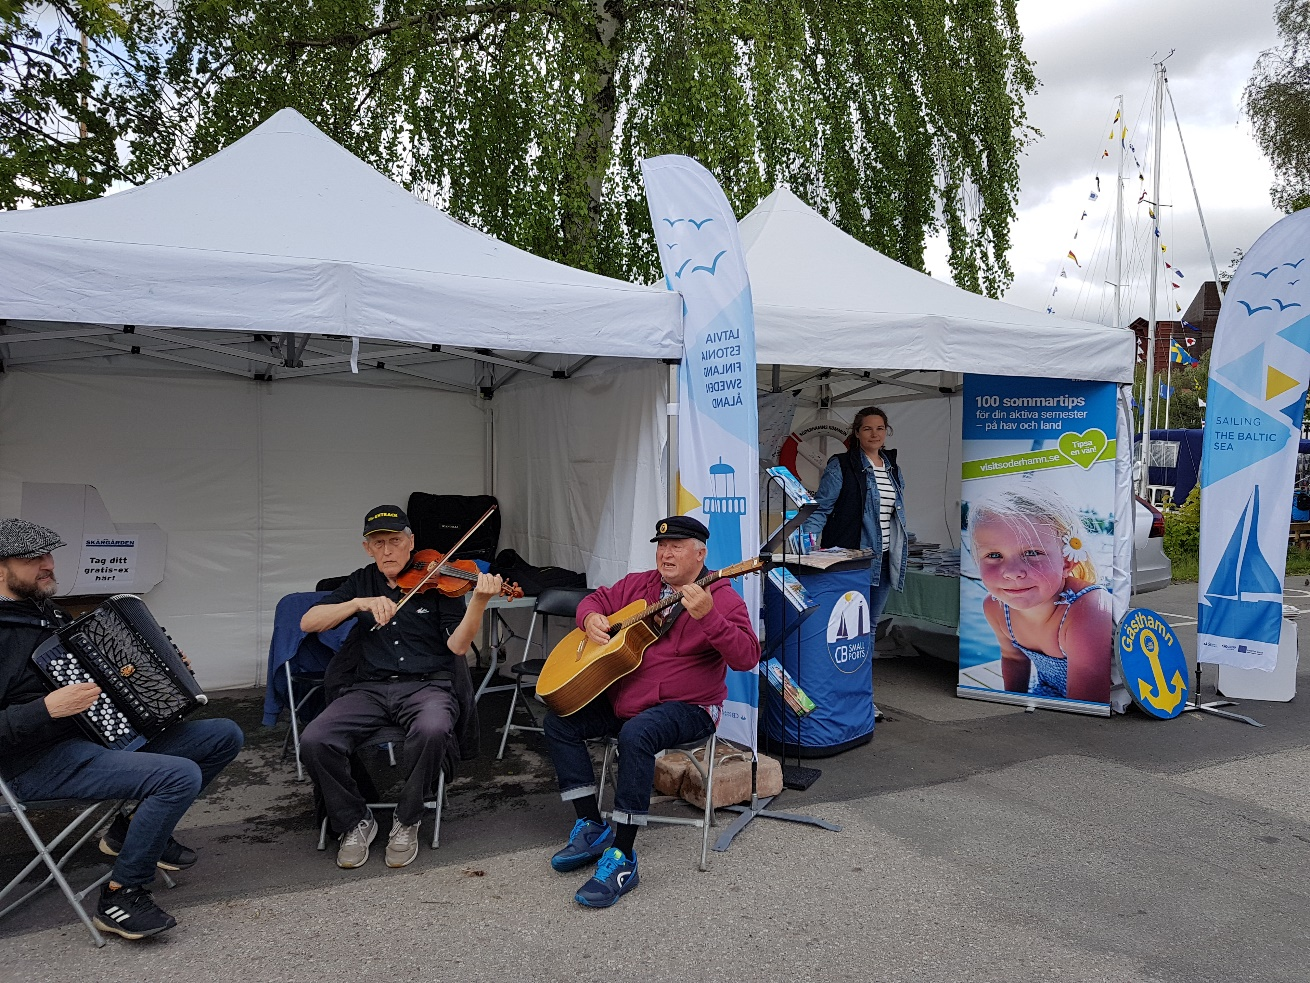 SKÄRGÅRDEN
Tag ditt
gratis-ex
här!
LATVIA
ESTONIA
FINLAND
SWEDEN
ÅLAND
CB SMALL
PORTS
100 sommartips
för din aktiva semester
– på hav och land
Tipsa
en vän!
visitsoderhamn.se
Gästhamn
SAILING
THE BALTIC
SEA